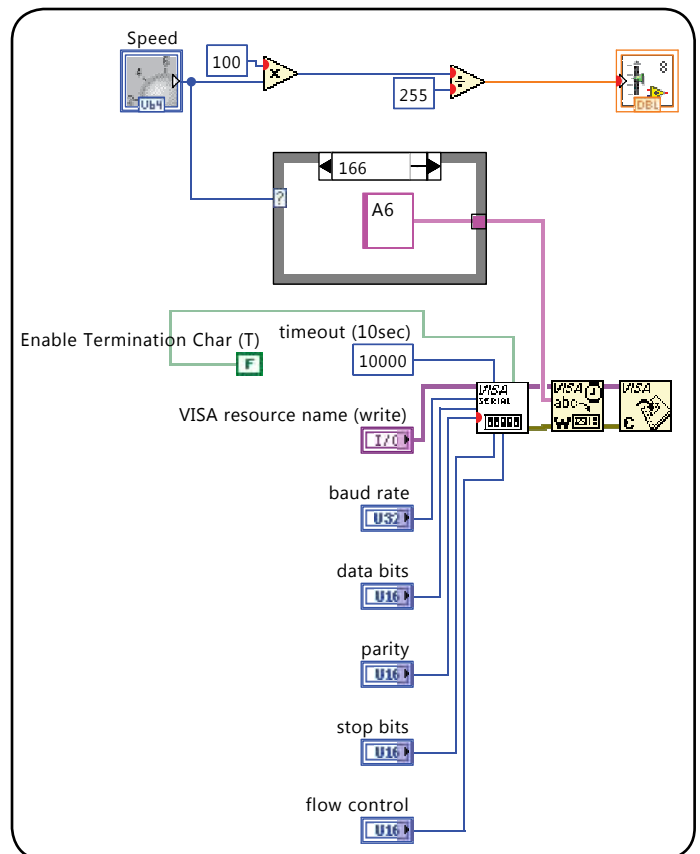 Speed
100
×
÷
8
U64
255
DBL
166
?
A6
Enable Termination Char (T)
F
timeout (10sec)
10000
VISA
SERIAL
VISA
abc
W
VISA
C
VISA resource name (write)
I/O
baud rate
U32
data bits
U16
parity
U16
stop bits
U16
flow control
U16